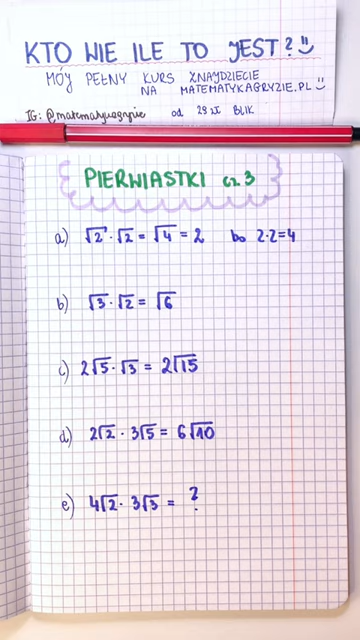 KTO WIE ILE TO JEST?
MÓJ PEŁNY KURS ZNAJDZIECIE
NA MATEMATYKAGRYZIE.PL
IG: @matematykagryzie od 29 zł BLIK
PIERWIASTKI cz. 3
a) √2 · √2 = √4 = 2 bo 2·2=4
b) √3 · √2 = √6
c) 2√5 · √3 = 2√15
d) 2√2 · 3√5 = 6√10
e) 4√2 · 3√3 = ?